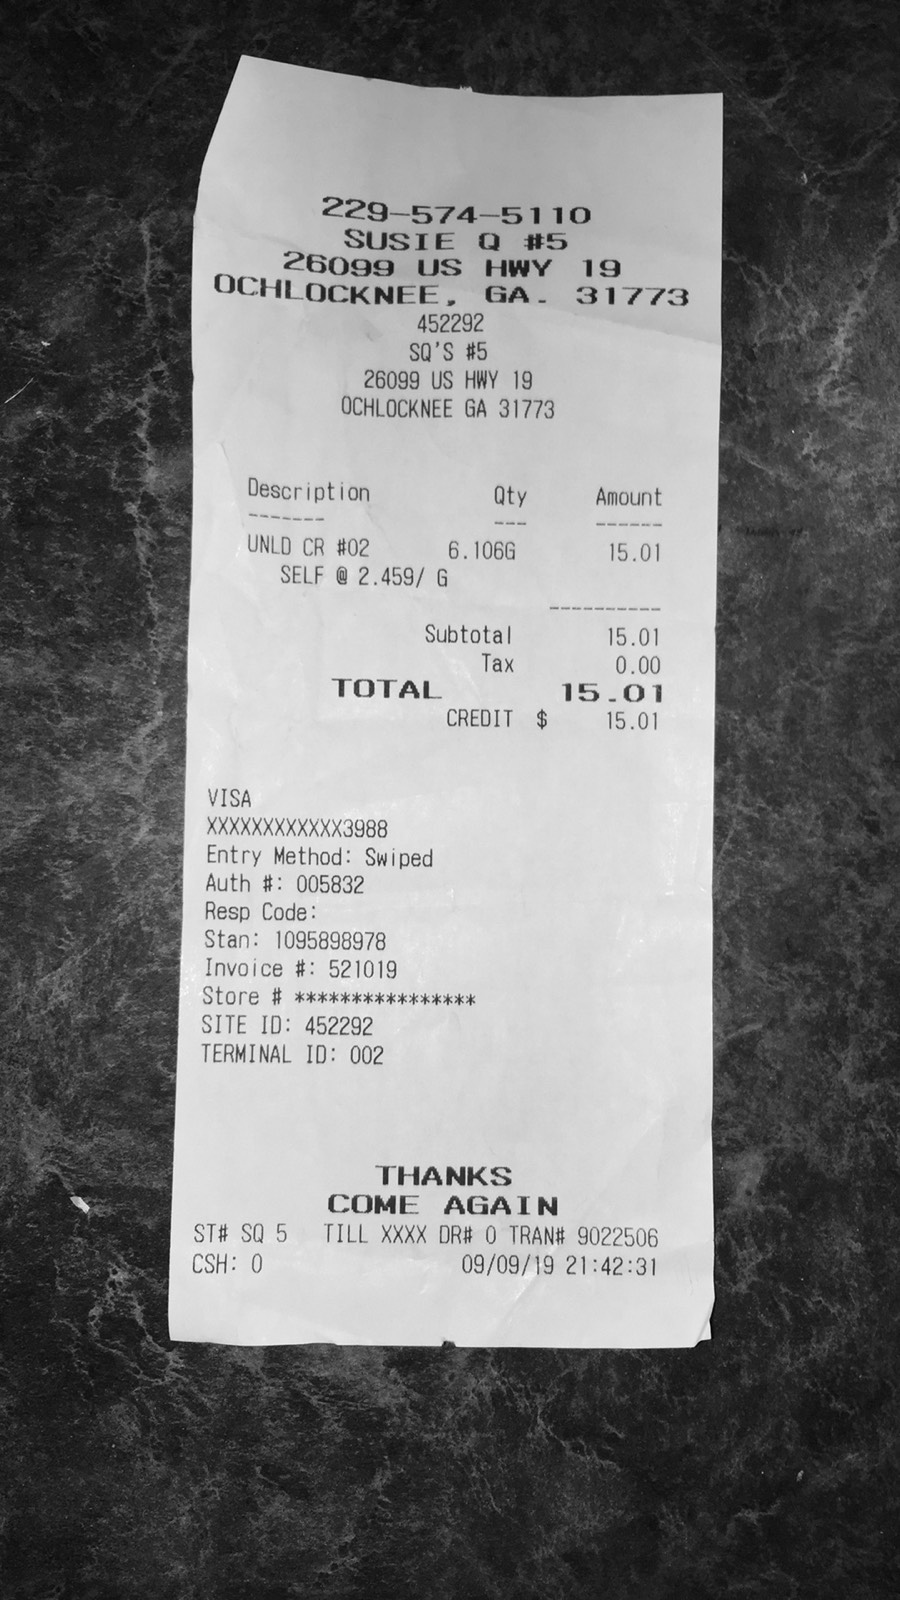 229-574-5110
SUSIE Q #5
26099 US HWY 19
OCHLOCKNEE, GA. 31773
452292
SQ'S #5
26099 US HWY 19
OCHLOCKNEE GA 31773
Description Qty Amount
------- --- ------
UNLD CR #02 6.106G 15.01
SELF @ 2.459/ G
----------
Subtotal 15.01
Tax 0.00
TOTAL 15.01
CREDIT $ 15.01
VISA
XXXXXXXXXXXX3988
Entry Method: Swiped
Auth #: 005832
Resp Code:
Stan: 1095898978
Invoice #: 521019
Store # ****************
SITE ID: 452292
TERMINAL ID: 002
THANKS
COME AGAIN
ST# SQ 5 TILL XXXX DR# 0 TRAN# 9022506
CSH: 0 09/09/19 21:42:31